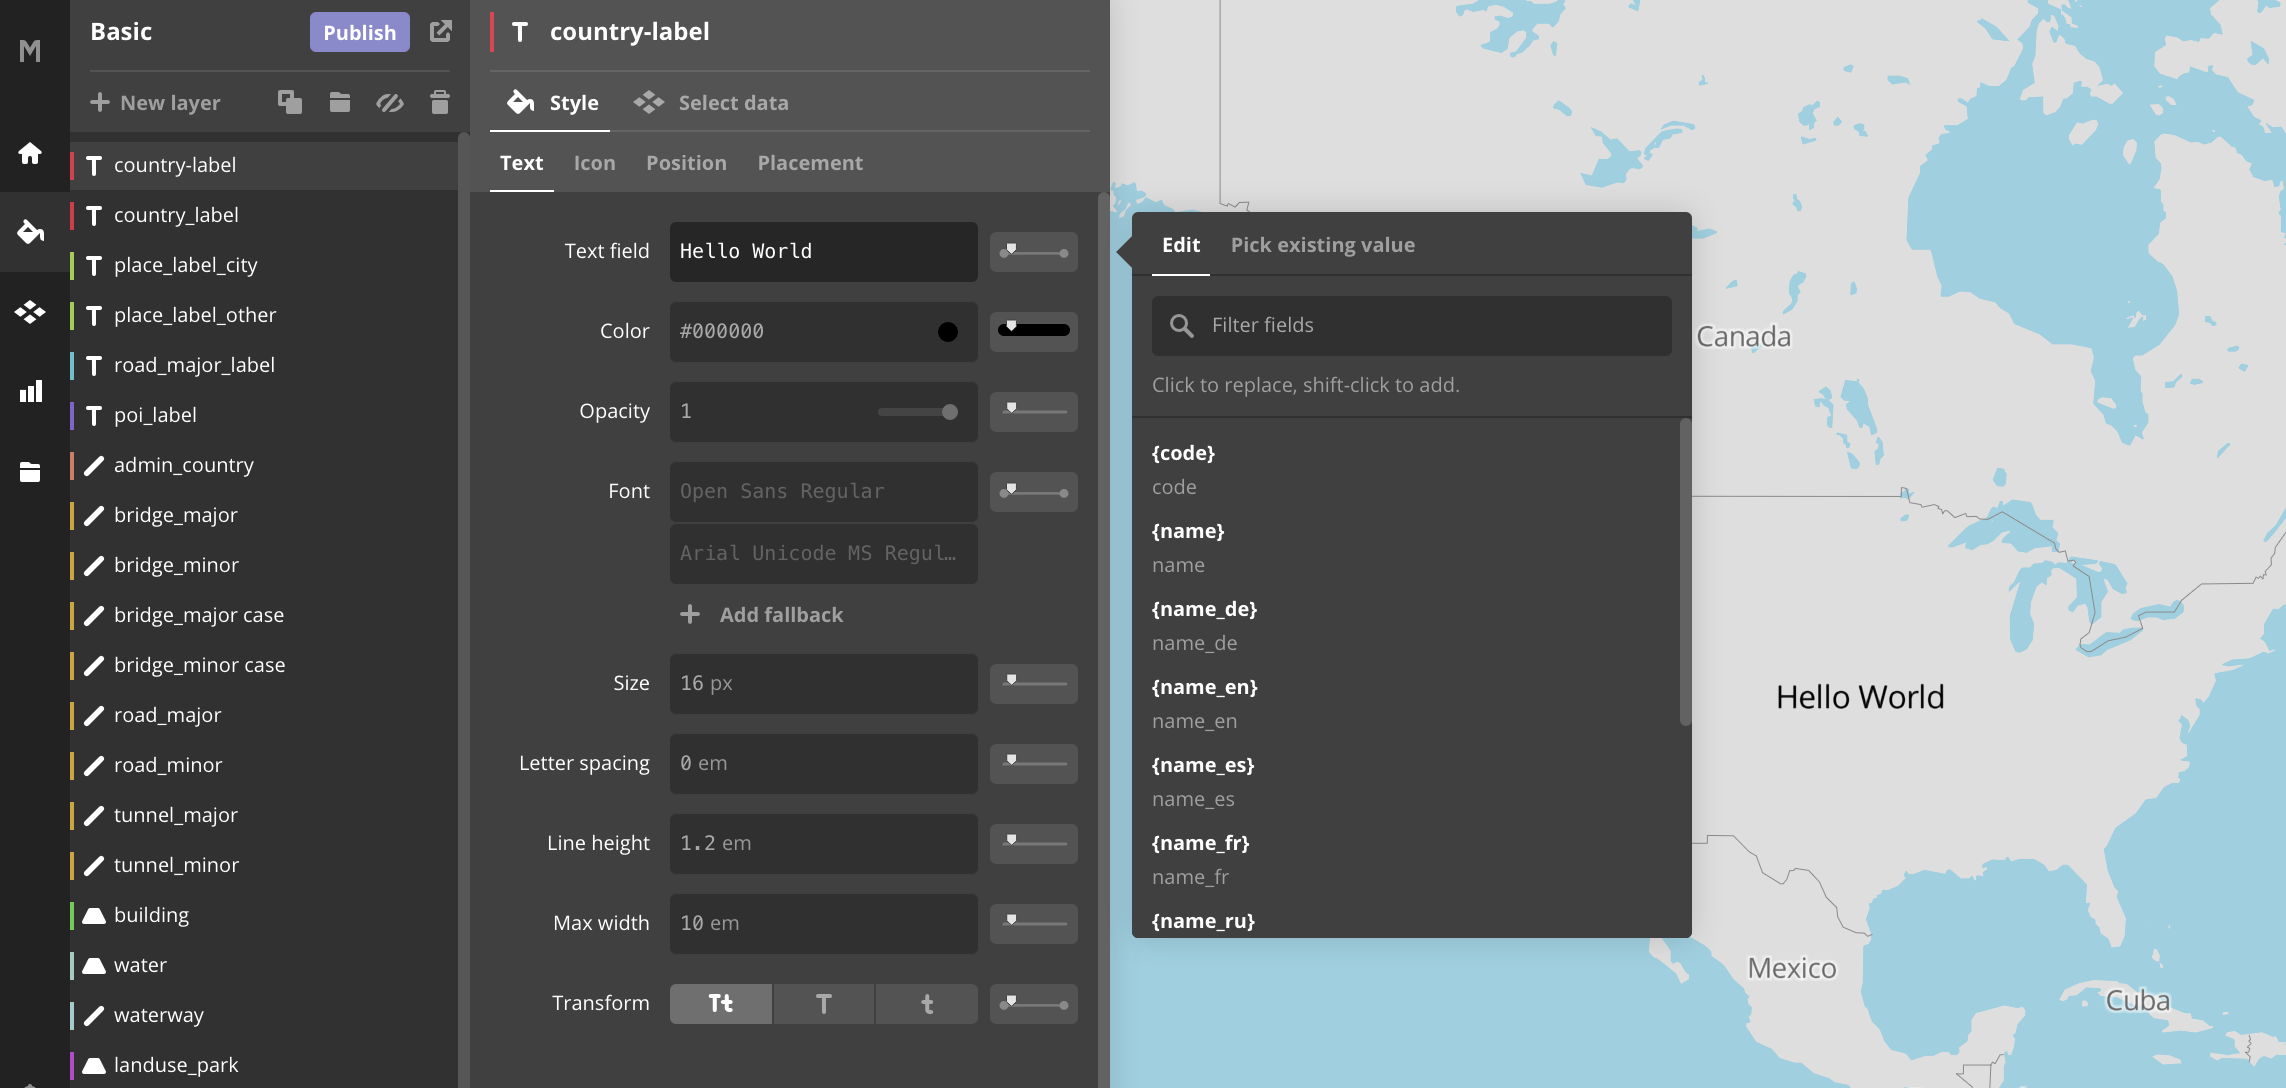 M
Basic
Publish
New layer
country-label
country_label
place_label_city
place_label_other
road_major_label
poi_label
admin_country
bridge_major
bridge_minor
bridge_major case
bridge_minor case
road_major
road_minor
tunnel_major
tunnel_minor
building
water
waterway
landuse_park
T country-label
Style Select data
Text Icon Position Placement
Text field Hello World
Color #000000
Opacity 1
Font Open Sans Regular
Arial Unicode MS Regul…
Add fallback
Size 16 px
Letter spacing 0 em
Line height 1.2 em
Max width 10 em
Transform Tt T t
Edit Pick existing value
Filter fields
Click to replace, shift-click to add.
{code}
code
{name}
name
{name_de}
name_de
{name_en}
name_en
{name_es}
name_es
{name_fr}
name_fr
{name_ru}
Canada
Hello World
Mexico
Cuba